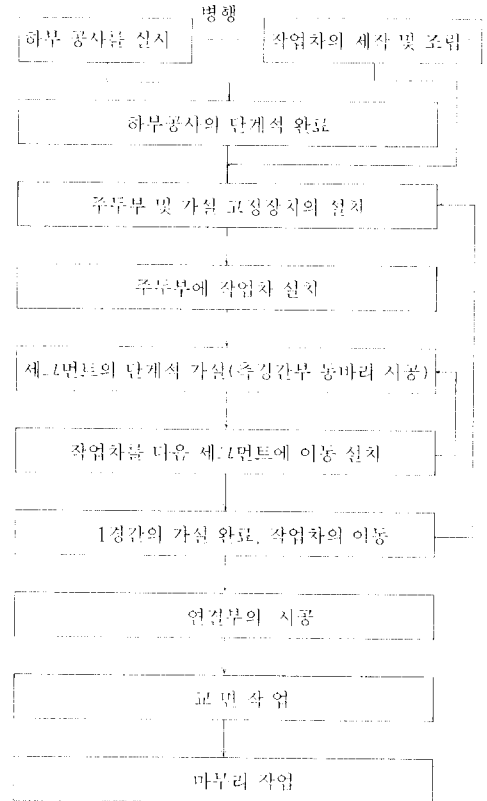 병행
하부 공사를 실시
작업차의 제작 및 조립
하부공사의 단계적 완료
주두부 및 가설 고정장치의 설치
주두부에 작업차 설치
세그먼트의 단계적 가설(측경간부 동바리 시공)
작업차를 다음 세그먼트에 이동 설치
1경간의 가설 완료, 작업차의 이동
연결부의 시공
교면 작업
마무리 작업